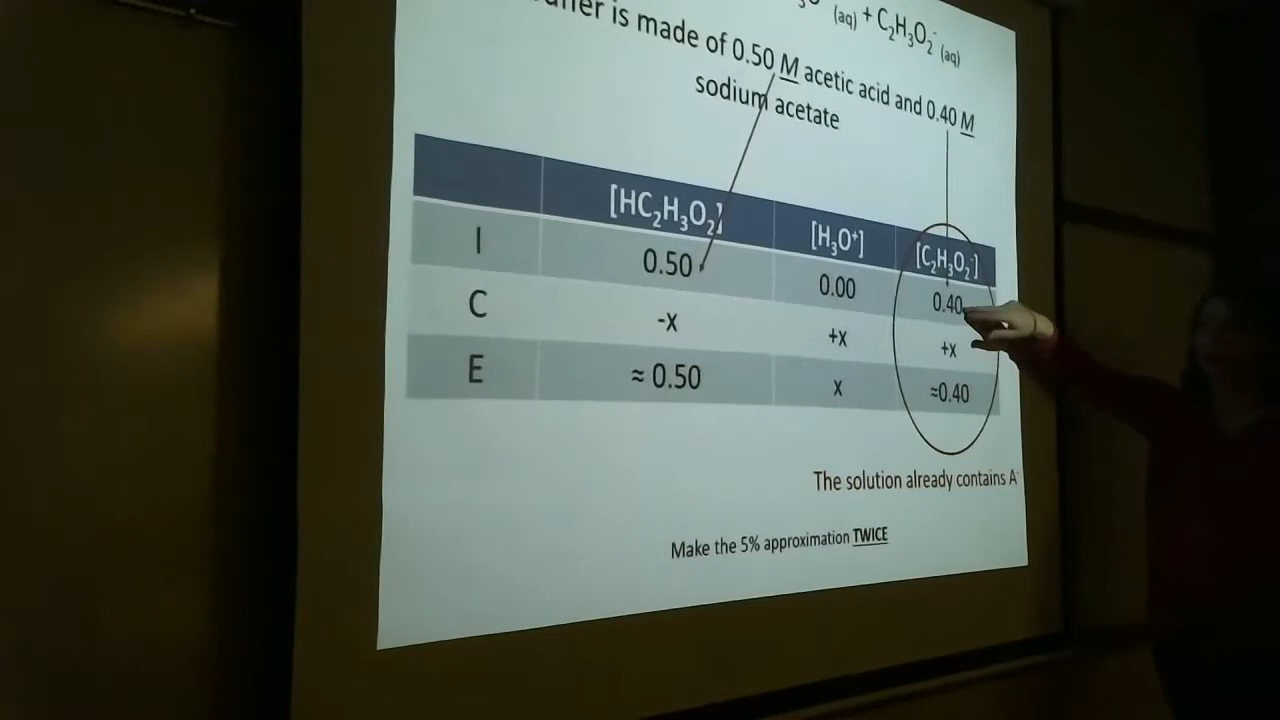 (aq) + C₂H₃O₂⁻ (aq)
is made of 0.50 M acetic acid and 0.40 M
sodium acetate
[HC₂H₃O₂] [H₃O⁺] [C₂H₃O₂⁻]
I 0.50 0.00 0.40
C -x +x +x
E ≈ 0.50 x ≈0.40
The solution already contains A⁻
Make the 5% approximation TWICE